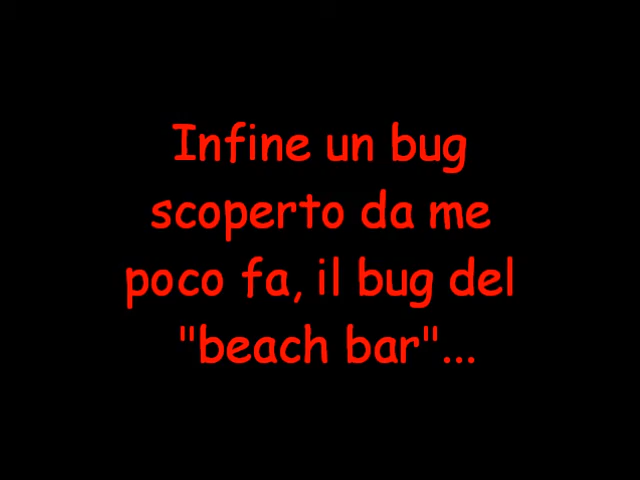 Infine un bug
scoperto da me
poco fa, il bug del
"beach bar"...